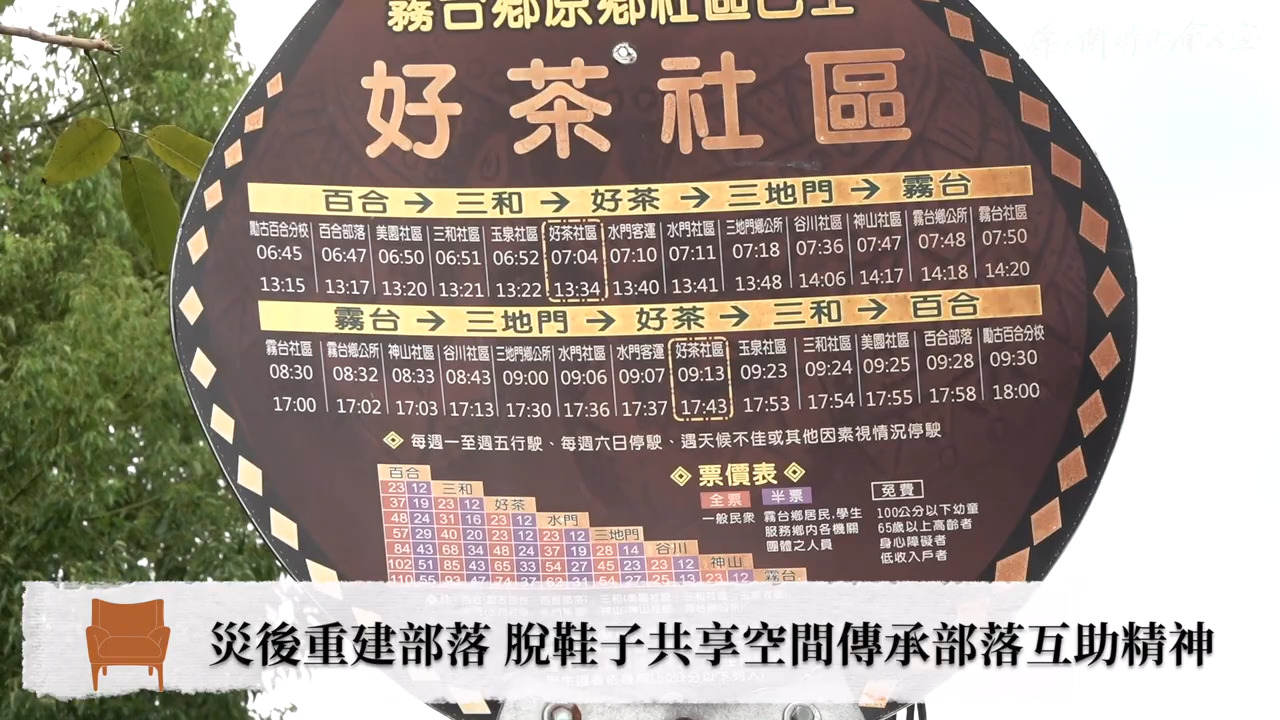 霧台鄉原鄉社區巴士
好茶社區
百合 → 三和 → 好茶 → 三地門 → 霧台
勵古百合分校 百合部落 美園社區 三和社區 玉泉社區 好茶社區 水門客運 水門社區 三地門鄉公所 谷川社區 神山社區 霧台鄉公所 霧台社區
06:45 06:47 06:50 06:51 06:52 07:04 07:10 07:11 07:18 07:36 07:47 07:48 07:50
13:15 13:17 13:20 13:21 13:22 13:34 13:40 13:41 13:48 14:06 14:17 14:18 14:20
霧台 → 三地門 → 好茶 → 三和 → 百合
霧台社區 霧台鄉公所 神山社區 谷川社區 三地門鄉公所 水門社區 水門客運 好茶社區 玉泉社區 三和社區 美園社區 百合部落 勵古百合分校
08:30 08:32 08:33 08:43 09:00 09:06 09:07 09:13 09:23 09:24 09:25 09:28 09:30
17:00 17:02 17:03 17:13 17:30 17:36 17:37 17:43 17:53 17:54 17:55 17:58 18:00
每週一至週五行駛、每週六日停駛、遇天候不佳或其他因素視情況停駛
百合
23 12 三和
37 19 23 12 好茶
48 24 31 16 23 12 水門
57 29 40 20 23 12 23 12 三地門
84 43 68 34 48 24 37 19 28 14 谷川
102 51 85 43 65 33 54 27 45 23 23 12 神山
110 55 93 47 74 37 62 31 54 27 25 13 23 12 霧台
票價表
全票 半票 免費
一般民眾
霧台鄉居民,學生
服務鄉內各機關
團體之人員
100公分以下幼童
65歲以上高齡者
身心障礙者
低收入戶者
災後重建部落 脫鞋子共享空間傳承部落互助精神